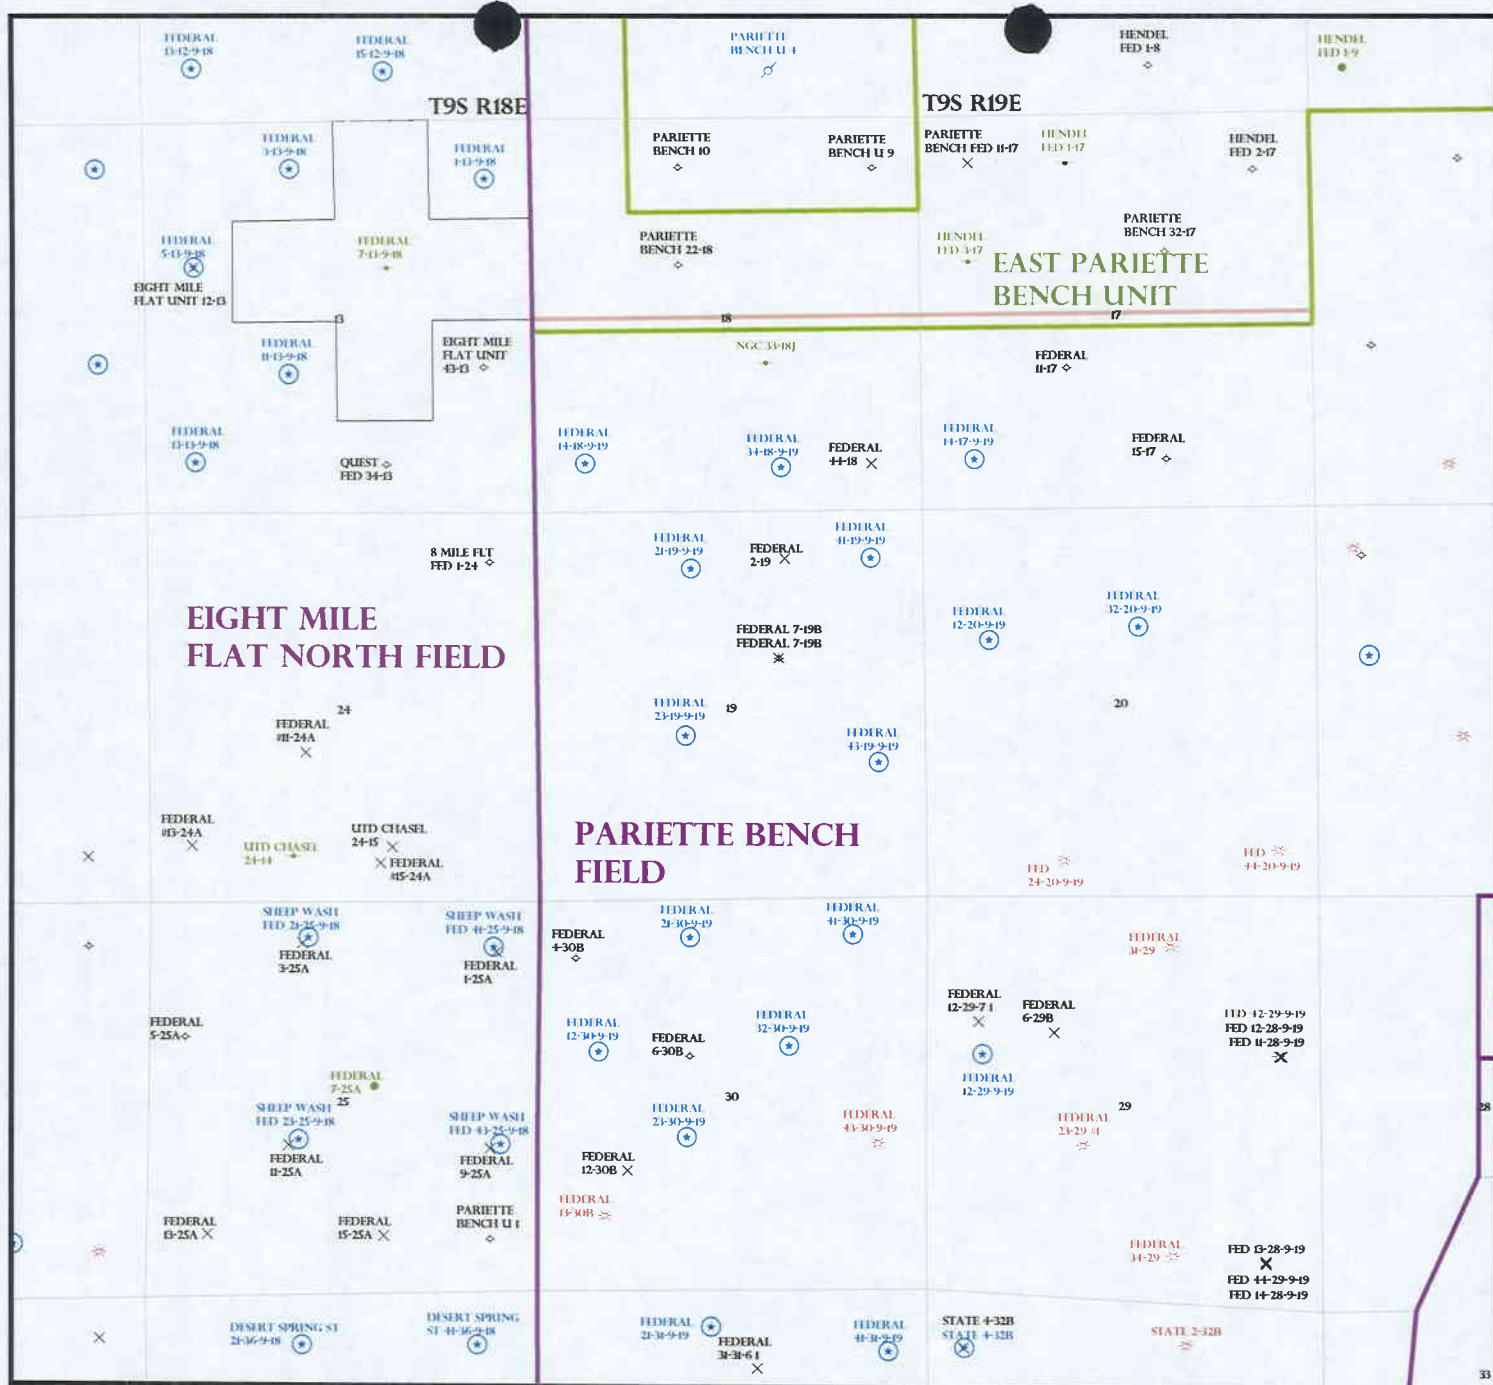 FEDERAL
13-12-9-18
FEDERAL
15-12-9-18
PARIETTE
BENCH U 4
HENDEL
FED 1-8
HENDEL
FED 1-9
T9S R18E
T9S R19E
FEDERAL
3-13-9-18
FEDERAL
1-13-9-18
PARIETTE
BENCH 10
PARIETTE
BENCH U 9
PARIETTE
BENCH FED 11-17
HENDEL
FED 1-17
HENDEL
FED 2-17
FEDERAL
5-13-9-18
EIGHT MILE
FLAT UNIT 12-13
FEDERAL
7-13-9-18
PARIETTE
BENCH 22-18
HENDEL
FED 3-17
PARIETTE
BENCH 32-17
EAST PARIETTE
BENCH UNIT
13
18
17
FEDERAL
11-13-9-18
EIGHT MILE
FLAT UNIT
43-13
NGC 33-18J
FEDERAL
11-17
FEDERAL
13-13-9-18
QUEST
FED 34-13
FEDERAL
14-18-9-19
FEDERAL
34-18-9-19
FEDERAL
44-18
FEDERAL
14-17-9-19
FEDERAL
15-17
8 MILE FLT
FED 1-24
FEDERAL
21-19-9-19
FEDERAL
2-19
FEDERAL
41-19-9-19
EIGHT MILE
FLAT NORTH FIELD
FEDERAL 7-19B
FEDERAL 7-19B
FEDERAL
12-20-9-19
FEDERAL
32-20-9-19
24
FEDERAL
#11-24A
FEDERAL
23-19-9-19
19
FEDERAL
43-19-9-19
20
FEDERAL
#13-24A
UTD CHASEL
24-14
UTD CHASEL
24-15
FEDERAL
#15-24A
PARIETTE BENCH
FIELD
FED
24-20-9-19
FED
44-20-9-19
SHEEP WASH
FED 21-25-9-18
FEDERAL
3-25A
SHEEP WASH
FED 41-25-9-18
FEDERAL
1-25A
FEDERAL
4-30B
FEDERAL
21-30-9-19
FEDERAL
41-30-9-19
FEDERAL
31-29
FEDERAL
5-25A
FEDERAL
12-30-9-19
FEDERAL
6-30B
FEDERAL
32-30-9-19
FEDERAL
12-29-7 1
FEDERAL
6-29B
FEDERAL
12-29-9-19
FED 42-29-9-19
FED 12-28-9-19
FED 11-28-9-19
FEDERAL
7-25A
25
30
29
28
SHEEP WASH
FED 23-25-9-18
FEDERAL
11-25A
SHEEP WASH
FED 43-25-9-18
FEDERAL
9-25A
FEDERAL
23-30-9-19
FEDERAL
43-30-9-19
FEDERAL
23-29 #1
FEDERAL
12-30B
FEDERAL
13-25A
FEDERAL
15-25A
PARIETTE
BENCH U 1
FEDERAL
13-30B
FEDERAL
34-29
FED 13-28-9-19
FED 44-29-9-19
FED 14-28-9-19
DESERT SPRING ST
21-36-9-18
DESERT SPRING
ST 41-36-9-18
FEDERAL
21-31-9-19
FEDERAL
31-31-6 1
FEDERAL
41-31-9-19
STATE 4-32B
STATE 4-32B
STATE 2-32B
33